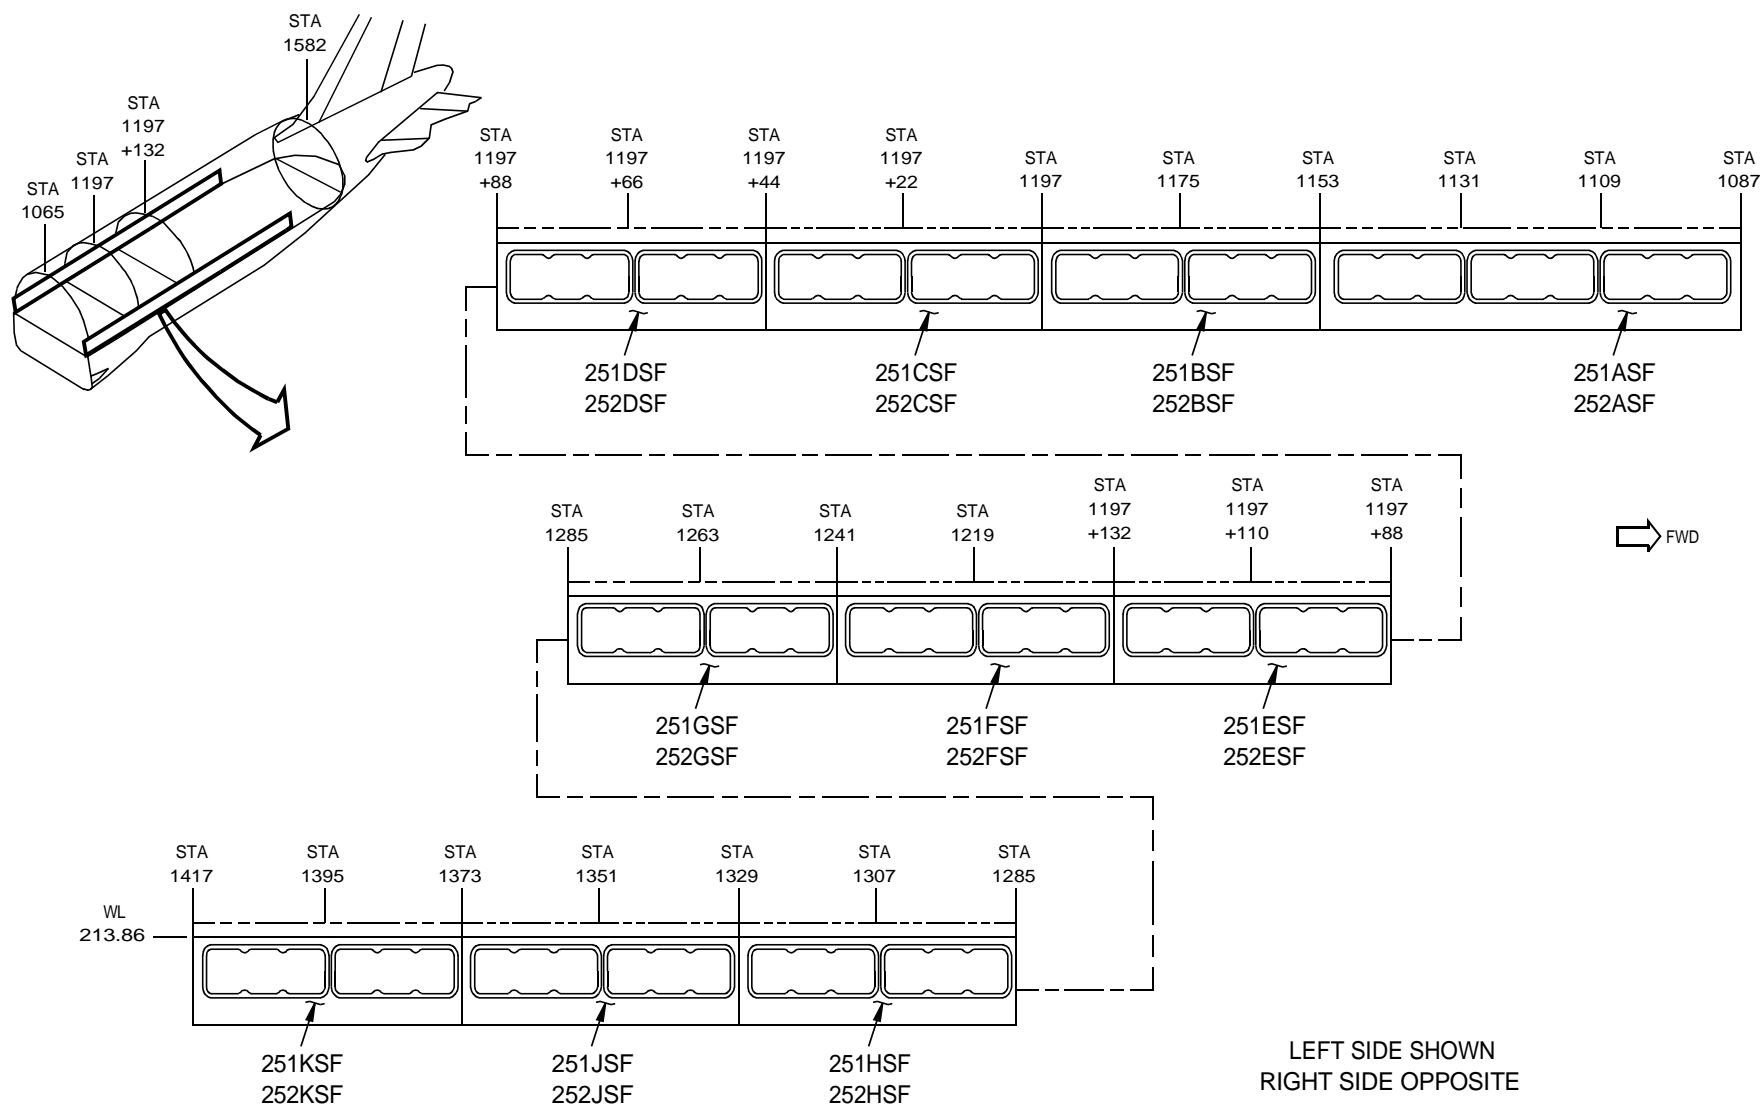 STA
1582
STA
1197
+132
STA
1197
STA
1065
STA
1197
+88
STA
1197
+66
STA
1197
+44
STA
1197
+22
STA
1197
STA
1175
STA
1153
STA
1131
STA
1109
STA
1087
251DSF
252DSF
251CSF
252CSF
251BSF
252BSF
251ASF
252ASF
STA
1285
STA
1263
STA
1241
STA
1219
STA
1197
+132
STA
1197
+110
STA
1197
+88
FWD
251GSF
252GSF
251FSF
252FSF
251ESF
252ESF
STA
1417
STA
1395
STA
1373
STA
1351
STA
1329
STA
1307
STA
1285
WL
213.86
251KSF
252KSF
251JSF
252JSF
251HSF
252HSF
LEFT SIDE SHOWN
RIGHT SIDE OPPOSITE